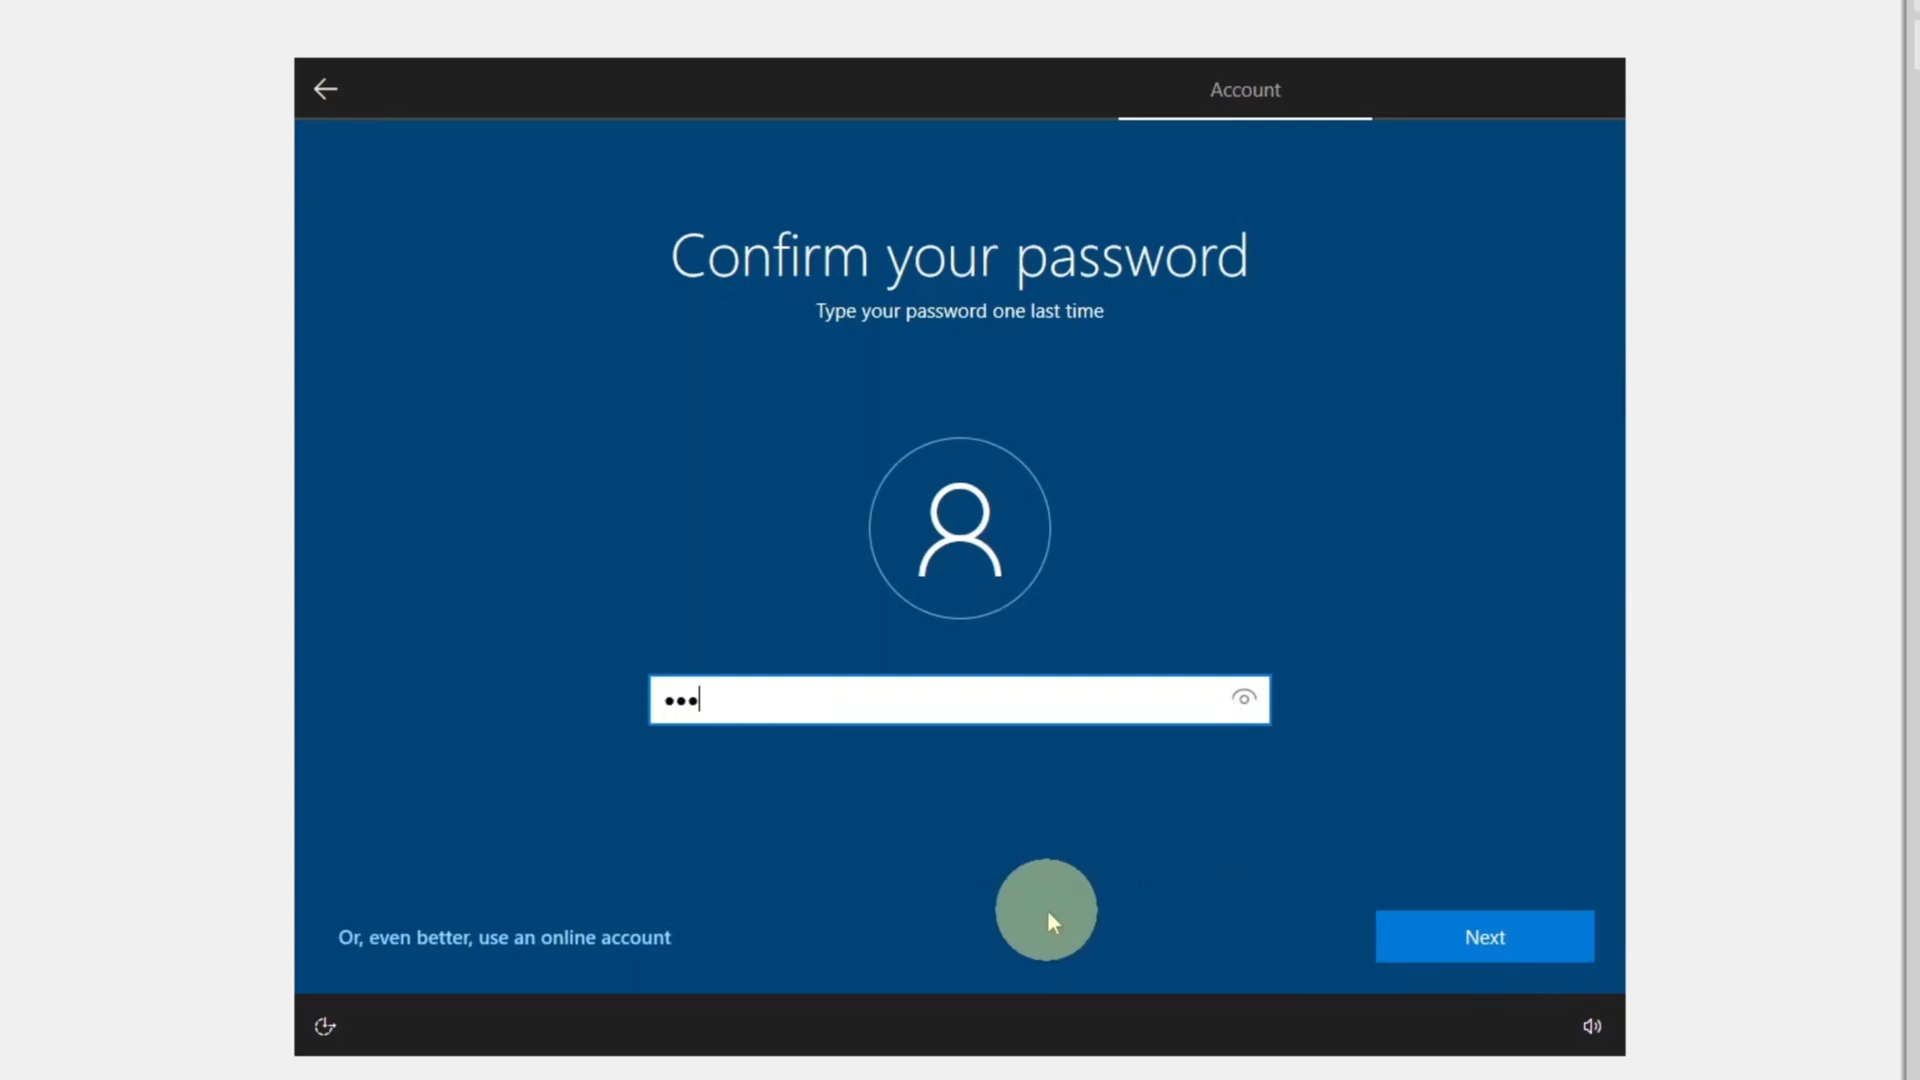 Account
Confirm your password
Type your password one last time
•••
Or, even better, use an online account
Next